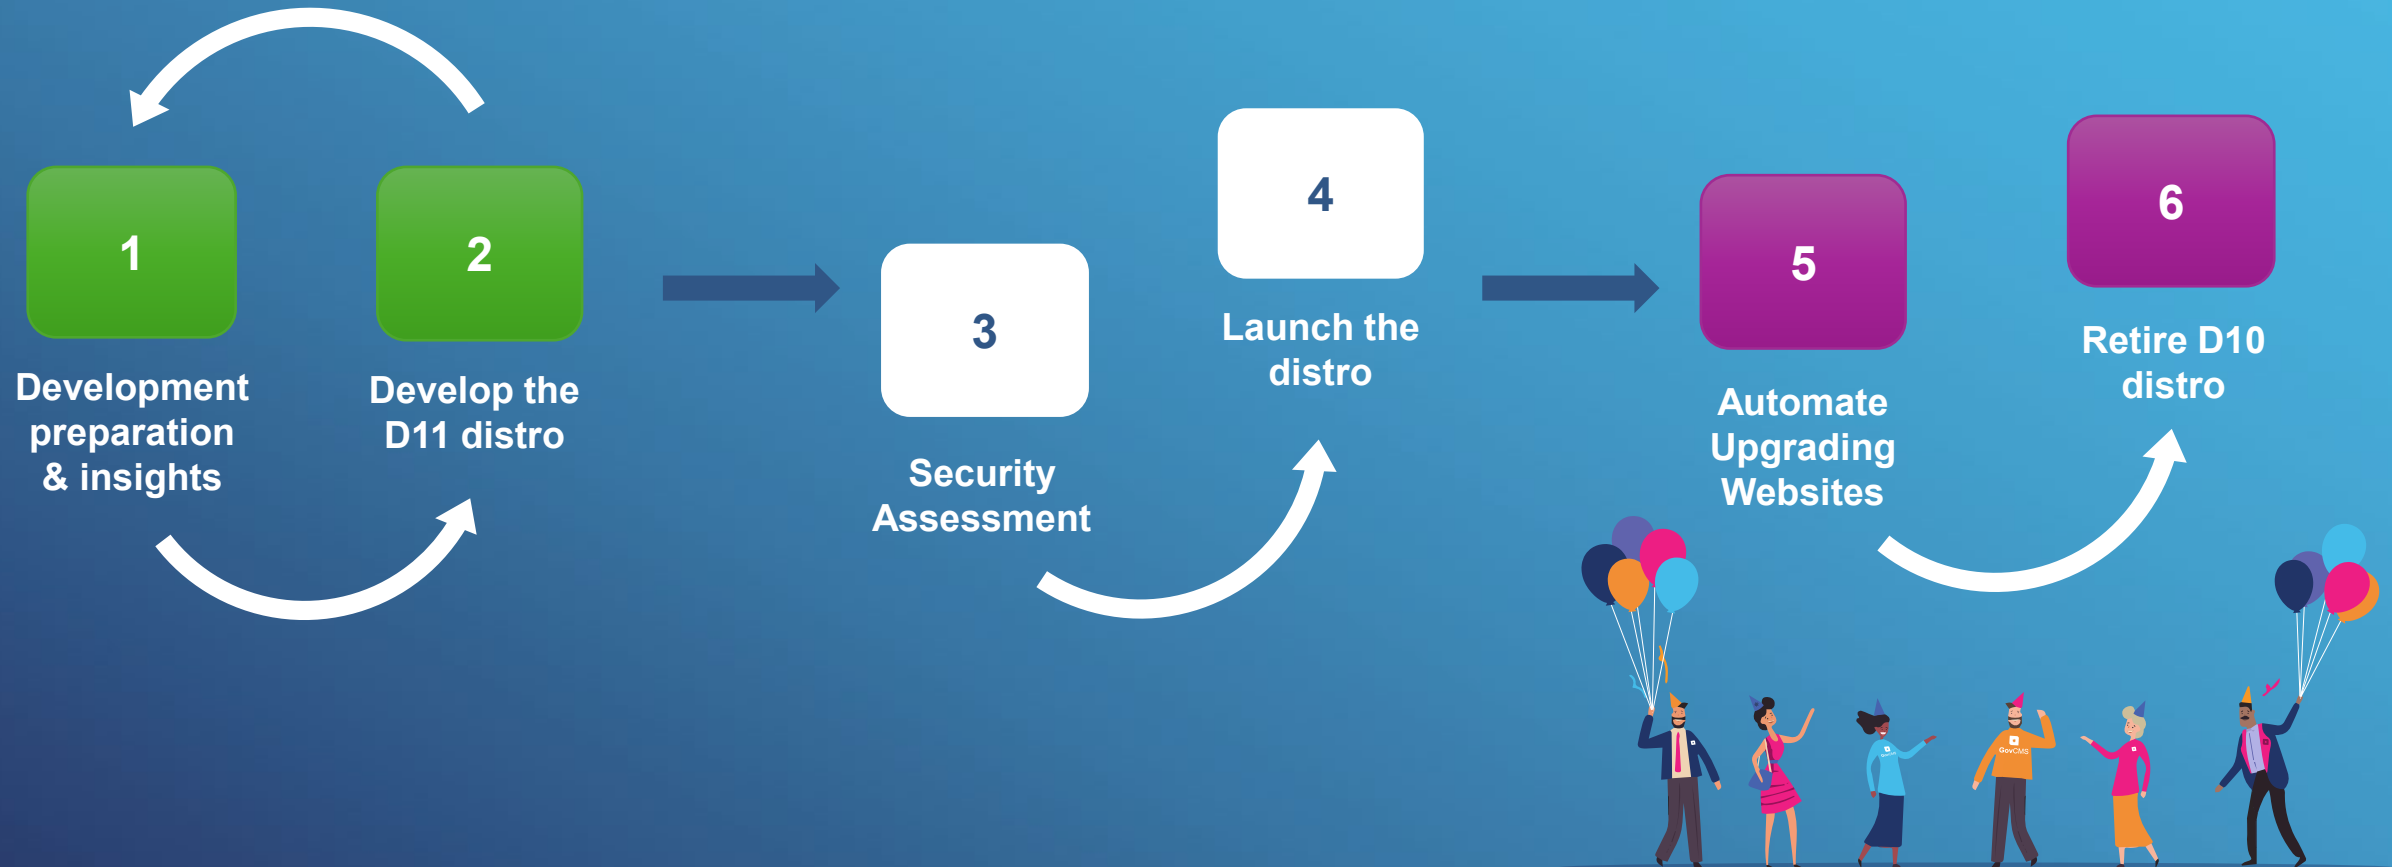 1
Development
preparation
& insights
2
Develop the
D11 distro
3
Security
Assessment
4
Launch the
distro
5
Automate
Upgrading
Websites
6
Retire D10
distro
GovCMS